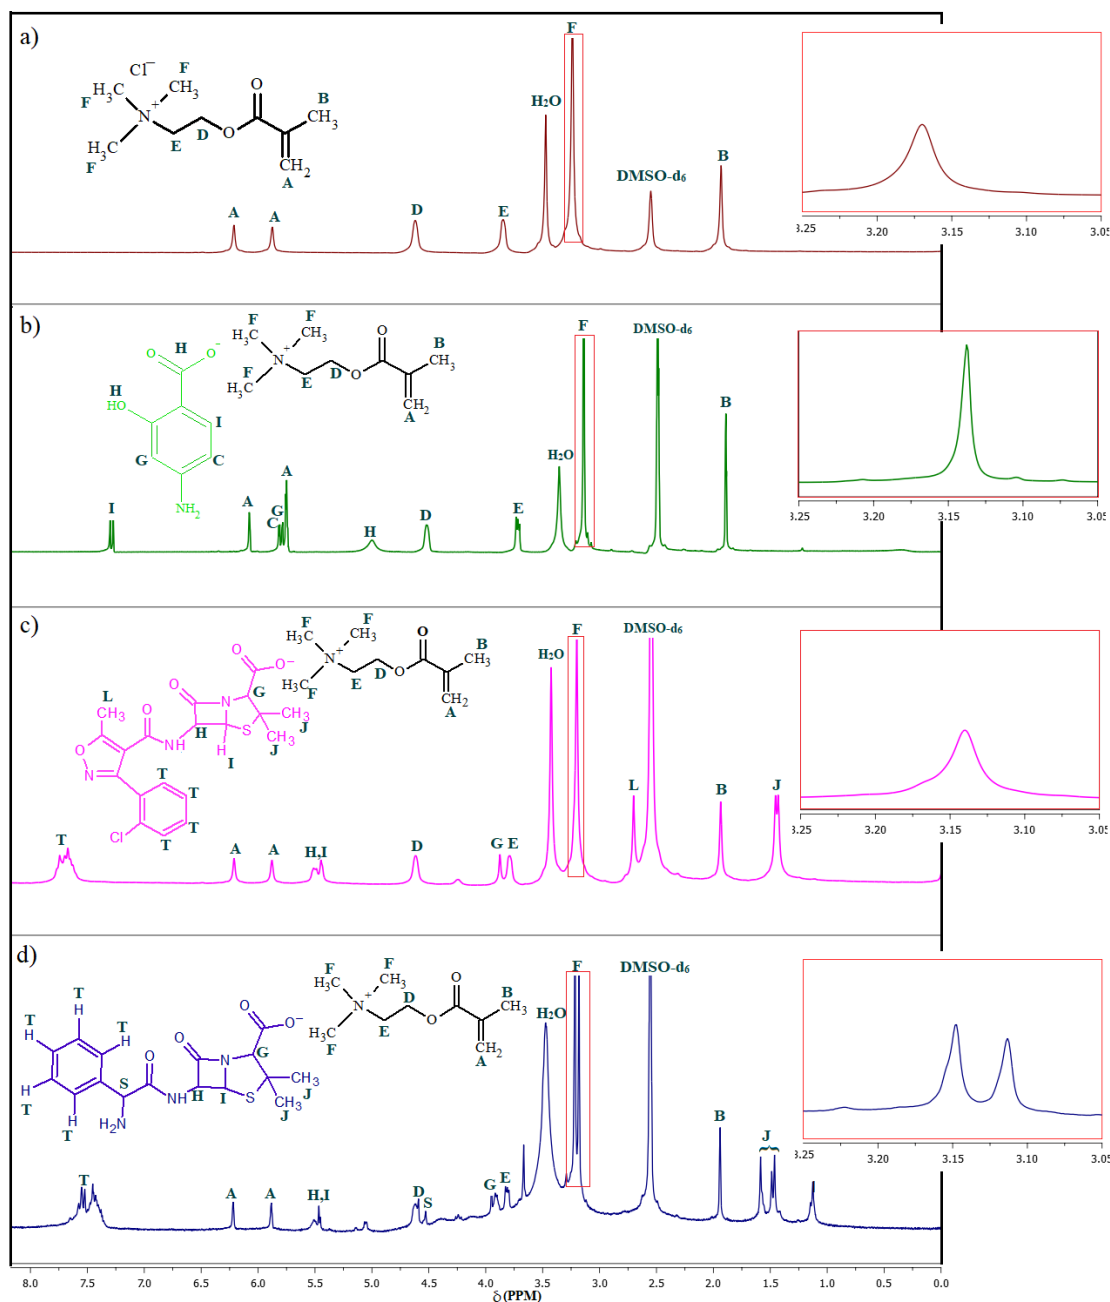 a)
Cl⁻
F
F
H₃C
CH₃
N⁺
H₃C
F
E
D
O
O
B
CH₃
CH₂
A
A
A
D
E
H₂O
F
DMSO-d₆
B
3.25 3.20 3.15 3.10 3.05
b)
H
O
O⁻
H
HO
I
G
C
NH₂
F
F
H₃C
CH₃
H₃C
N⁺
F
E
D
O
O
B
CH₃
CH₂
A
I
A
C
G
A
H
D
E
H₂O
F
DMSO-d₆
B
3.25 3.20 3.15 3.10 3.05
c)
L
CH₃
O
N
O
NH
O
N
O
O⁻
G
S
H
H
I
CH₃
J
CH₃
J
Cl
T
T
T
T
F
F
H₃C
CH₃
H₃C
N⁺
F
E
D
O
O
B
CH₃
CH₂
A
T
A
A
H,I
D
G
E
H₂O
F
DMSO-d₆
L
B
J
3.25 3.20 3.15 3.10 3.05
d)
T
H
T
H
H
T
H
T
H
T
S
H₂N
O
NH
H
I
O
N
S
O
O⁻
G
CH₃
J
CH₃
J
F
F
H₃C
CH₃
H₃C
N⁺
F
E
D
O
O
B
CH₃
CH₂
A
T
A
A
H,I
D
S
G
E
H₂O
F
DMSO-d₆
B
J
3.25 3.20 3.15 3.10 3.05
8.0 7.5 7.0 6.5 6.0 5.5 5.0 4.5 4.0 3.5 3.0 2.5 2.0 1.5 1.0 0.5 0.0
δ (PPM)